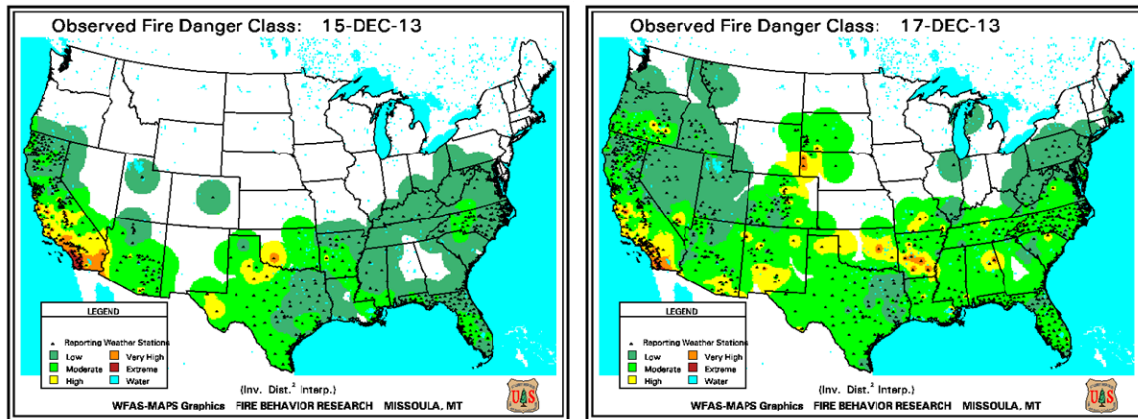 Observed Fire Danger Class: 15-DEC-13
LEGEND
Reporting Weather Stations
Low
Very High
Moderate
Extreme
High
Water
(Inv. Dist.² Interp.)
WFAS-MAPS Graphics FIRE BEHAVIOR RESEARCH MISSOULA, MT
UAS
Observed Fire Danger Class: 17-DEC-13
LEGEND
Reporting Weather Stations
Low
Very High
Moderate
Extreme
High
Water
(Inv. Dist.² Interp.)
WFAS-MAPS Graphics FIRE BEHAVIOR RESEARCH MISSOULA, MT
UAS